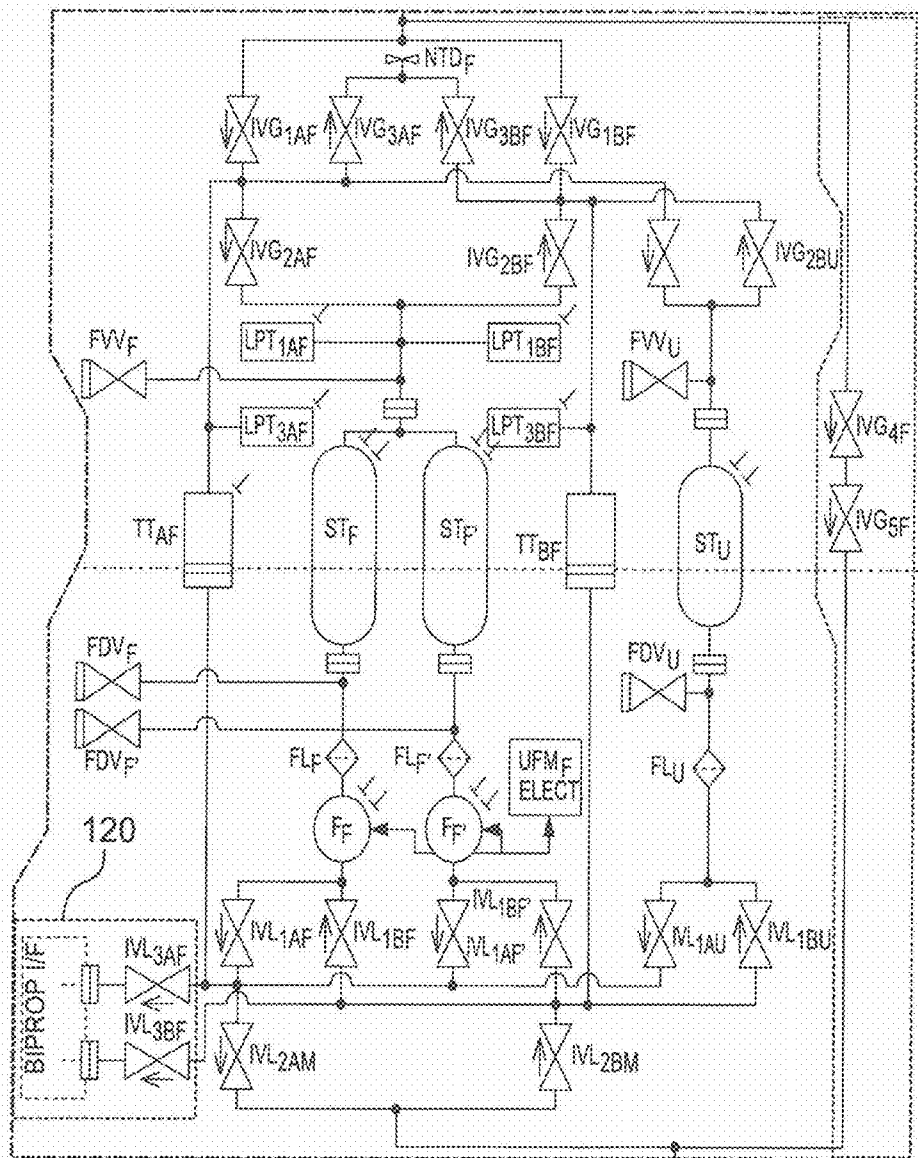 NTDF
IVG1AF
IVG3AF
IVG3BF
IVG1BF
IVG2AF
IVG2BF
IVG2BU
LPT1AF
LPT1BF
FVVF
FVVU
LPT3AF
LPT3BF
IVG4F
IVG5F
TTAF
STF
STF'
TTBF
STU
FDVF
FDVU
FDVF'
FLF
FLF'
UFMF
ELECT
FLU
120
FF
FF'
IVL1AF
IVL1BF
IVL1BF'
IVL1AF'
IVL1AU
IVL1BU
BIPROP I/F
IVL3AF
IVL3BF
IVL2AM
IVL2BM